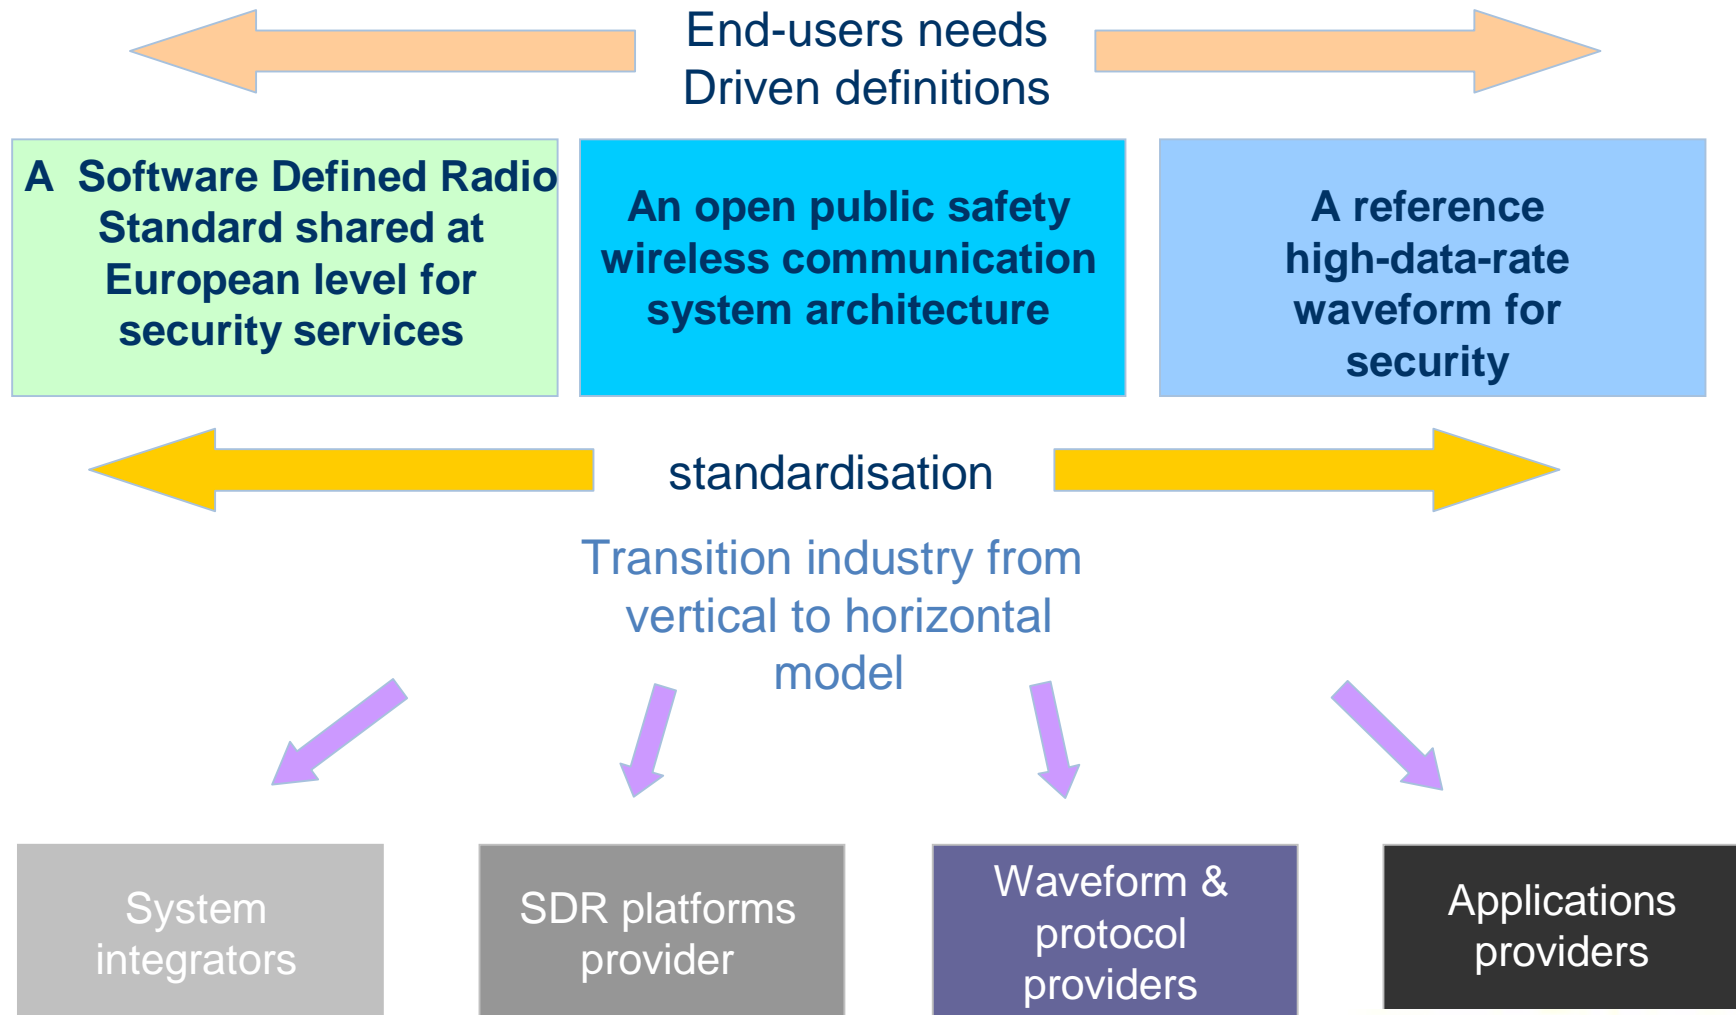 End-users needs
Driven definitions
A Software Defined Radio
Standard shared at
European level for
security services
An open public safety
wireless communication
system architecture
A reference
high-data-rate
waveform for
security
standardisation
Transition industry from
vertical to horizontal
model
System
integrators
SDR platforms
provider
Waveform &
protocol
providers
Applications
providers